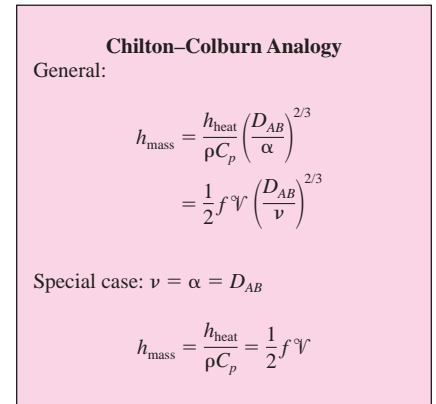 Chilton–Colburn Analogy
General:
h_mass = h_heat / ρC_p (D_AB / α)^2/3
= 1/2 f 𝒱 (D_AB / ν)^2/3
Special case: ν = α = D_AB
h_mass = h_heat / ρC_p = 1/2 f 𝒱